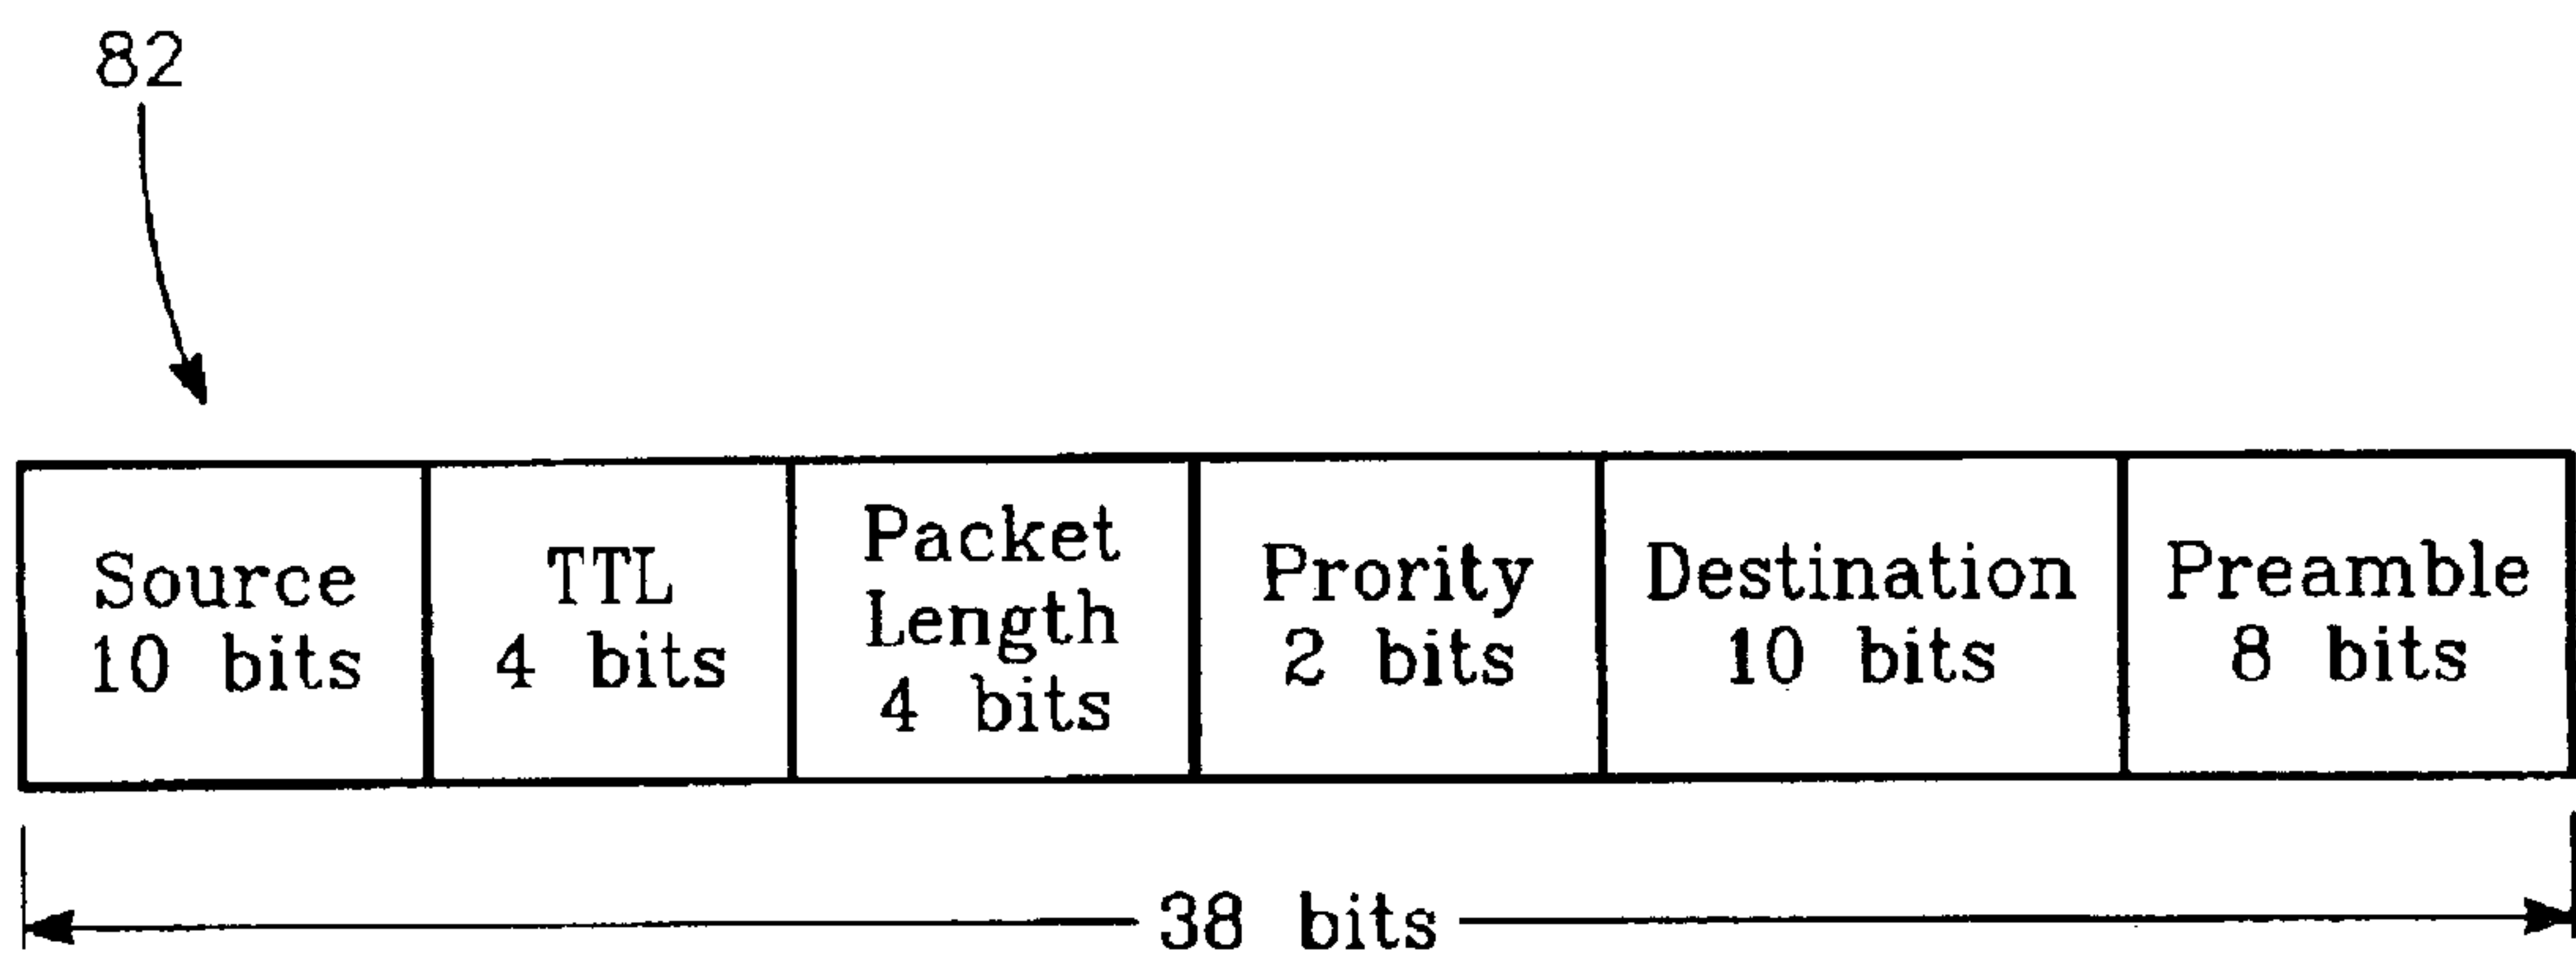 82
Source
10 bits
TTL
4 bits
Packet
Length
4 bits
Prority
2 bits
Destination
10 bits
Preamble
8 bits
38 bits